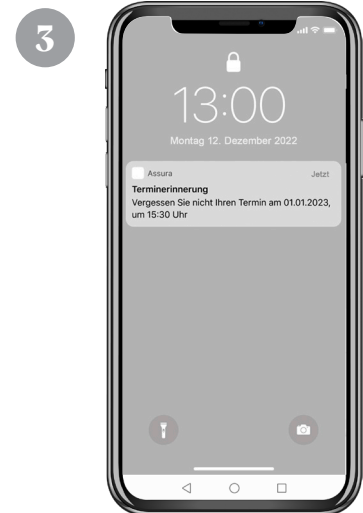 3
13:00
Montag 12. Dezember 2022
Assura Jetzt
Terminerinnerung
Vergessen Sie nicht Ihren Termin am 01.01.2023,
um 15:30 Uhr